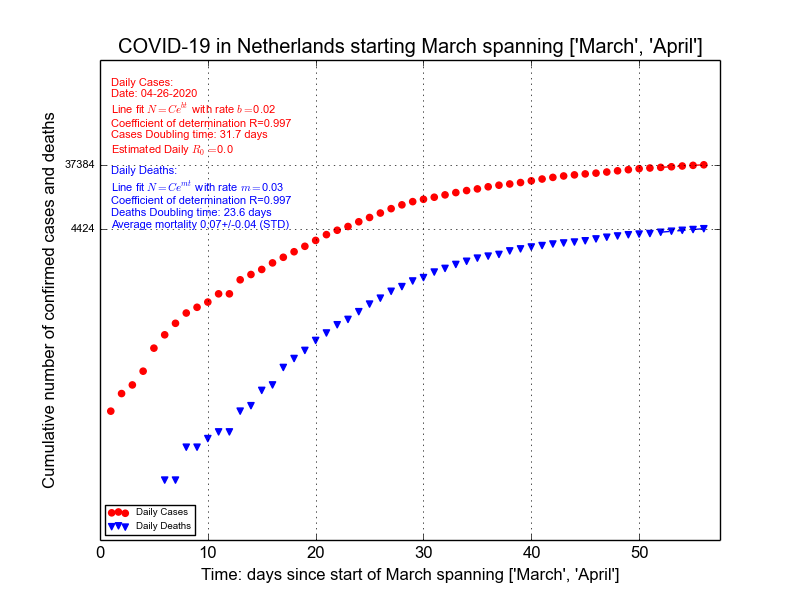 COVID-19 in Netherlands starting March spanning ['March', 'April']
Daily Cases:
Date: 04-26-2020
Line fit N=Ce^{bt} with rate b=0.02
Coefficient of determination R=0.997
Cases Doubling time: 31.7 days
Estimated Daily R_0=0.0
Daily Deaths:
Line fit N=Ce^{mt} with rate m=0.03
Coefficient of determination R=0.997
Deaths Doubling time: 23.6 days
Average mortality 0.07+/-0.04 (STD)
37384
4424
Cumulative number of confirmed cases and deaths
Daily Cases
Daily Deaths
0 10 20 30 40 50
Time: days since start of March spanning ['March', 'April']